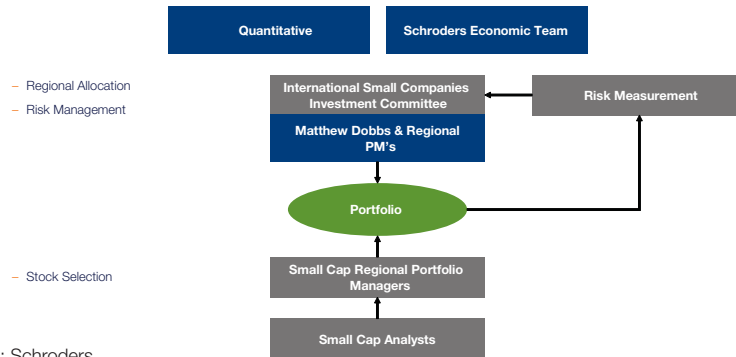 Quantitative
Schroders Economic Team
– Regional Allocation
– Risk Management
International Small Companies
Investment Committee
Risk Measurement
Matthew Dobbs & Regional
PM's
Portfolio
– Stock Selection
Small Cap Regional Portfolio
Managers
Small Cap Analysts
: Schroders